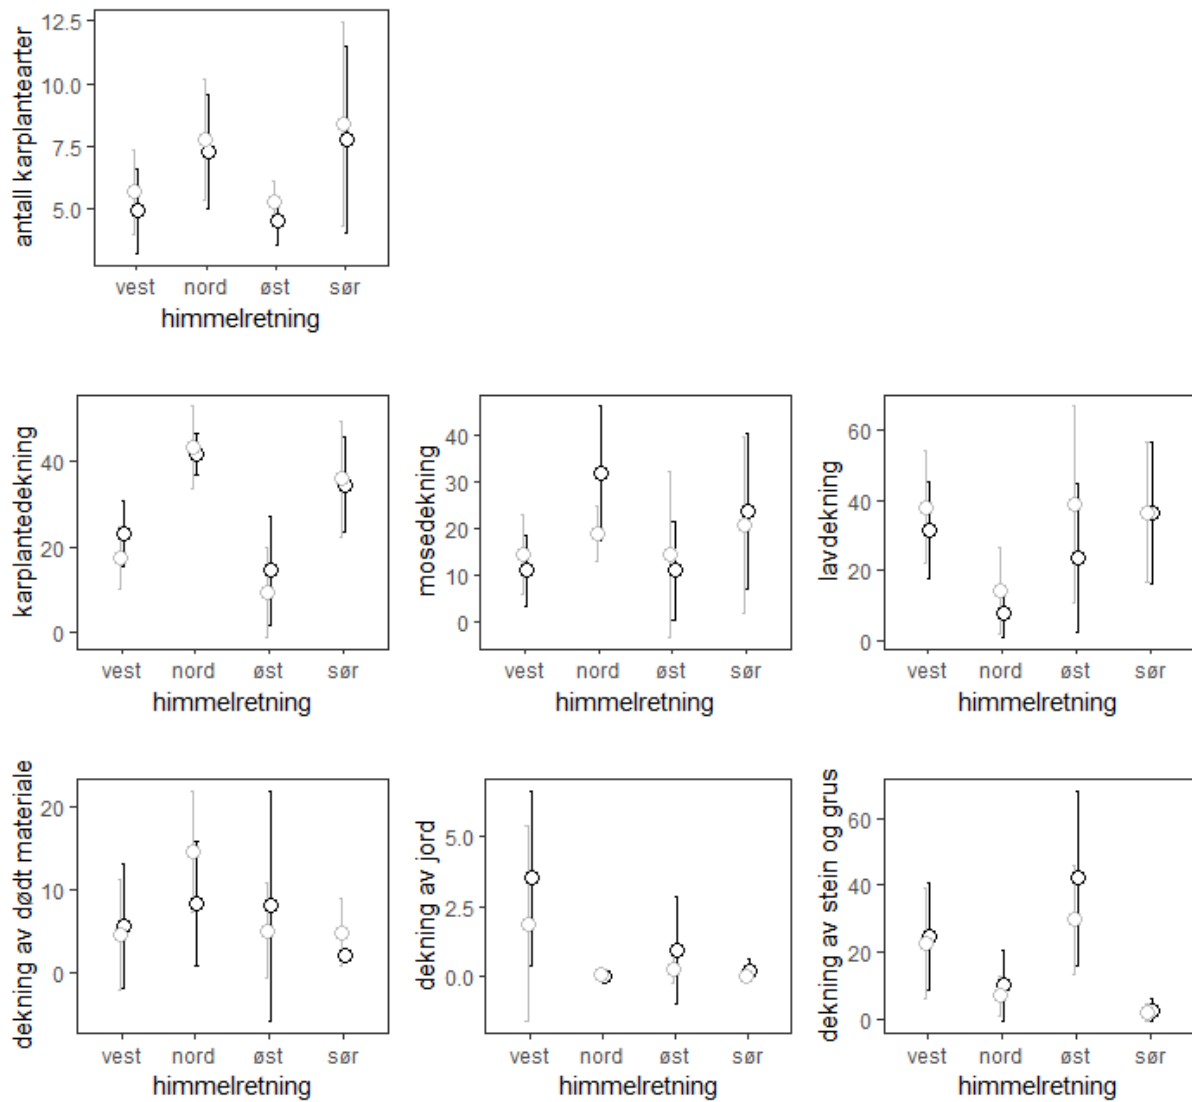 antall karplantearter
12.5
10.0
7.5
5.0
vest nord øst sør
himmelretning
karplantedekning
40
20
0
vest nord øst sør
himmelretning
mosedekning
40
30
20
10
0
vest nord øst sør
himmelretning
lavdekning
60
40
20
0
vest nord øst sør
himmelretning
dekning av dødt materiale
20
10
0
vest nord øst sør
himmelretning
dekning av jord
5.0
2.5
0.0
vest nord øst sør
himmelretning
dekning av stein og grus
60
40
20
0
vest nord øst sør
himmelretning